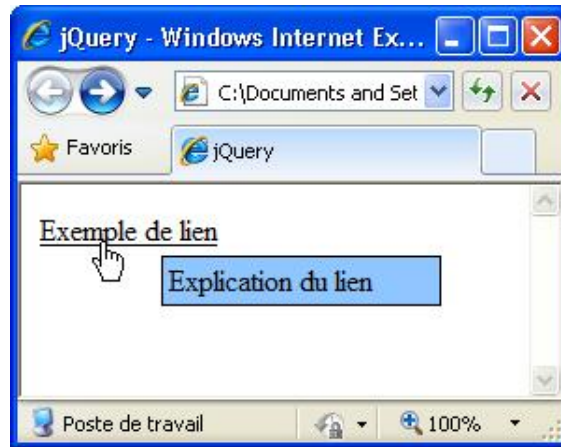 jQuery - Windows Internet Ex...
C:\Documents and Set
Favoris
jQuery
Exemple de lien
Explication du lien
Poste de travail
100%